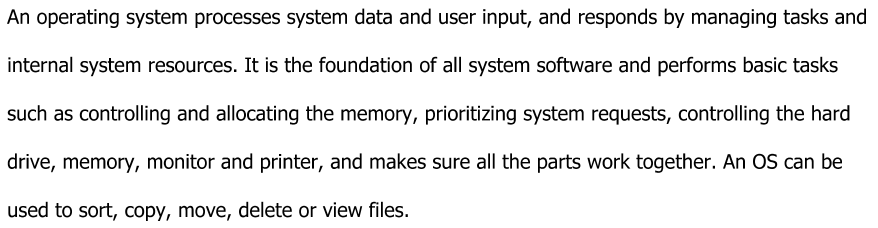 An operating system processes system data and user input, and responds by managing tasks and
internal system resources. It is the foundation of all system software and performs basic tasks
such as controlling and allocating the memory, prioritizing system requests, controlling the hard
drive, memory, monitor and printer, and makes sure all the parts work together. An OS can be
used to sort, copy, move, delete or view files.